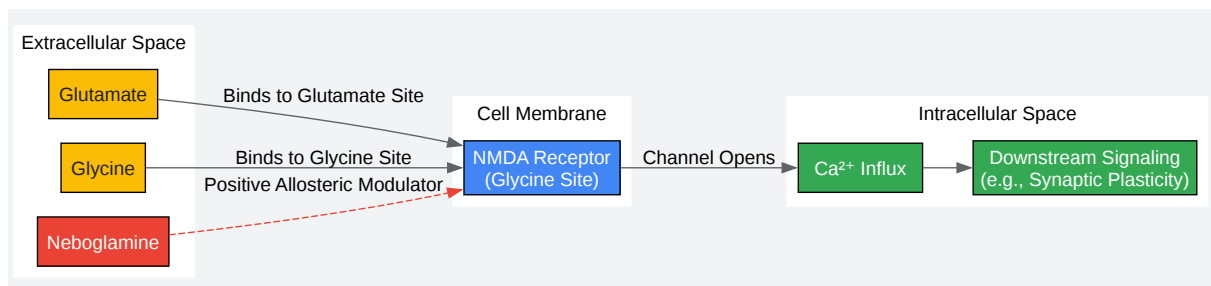 Extracellular Space
Glutamate
Glycine
Neboglamine
Binds to Glutamate Site
Binds to Glycine Site
Positive Allosteric Modulator
Cell Membrane
NMDA Receptor
(Glycine Site)
Channel Opens
Intracellular Space
Ca²⁺ Influx
Downstream Signaling
(e.g., Synaptic Plasticity)